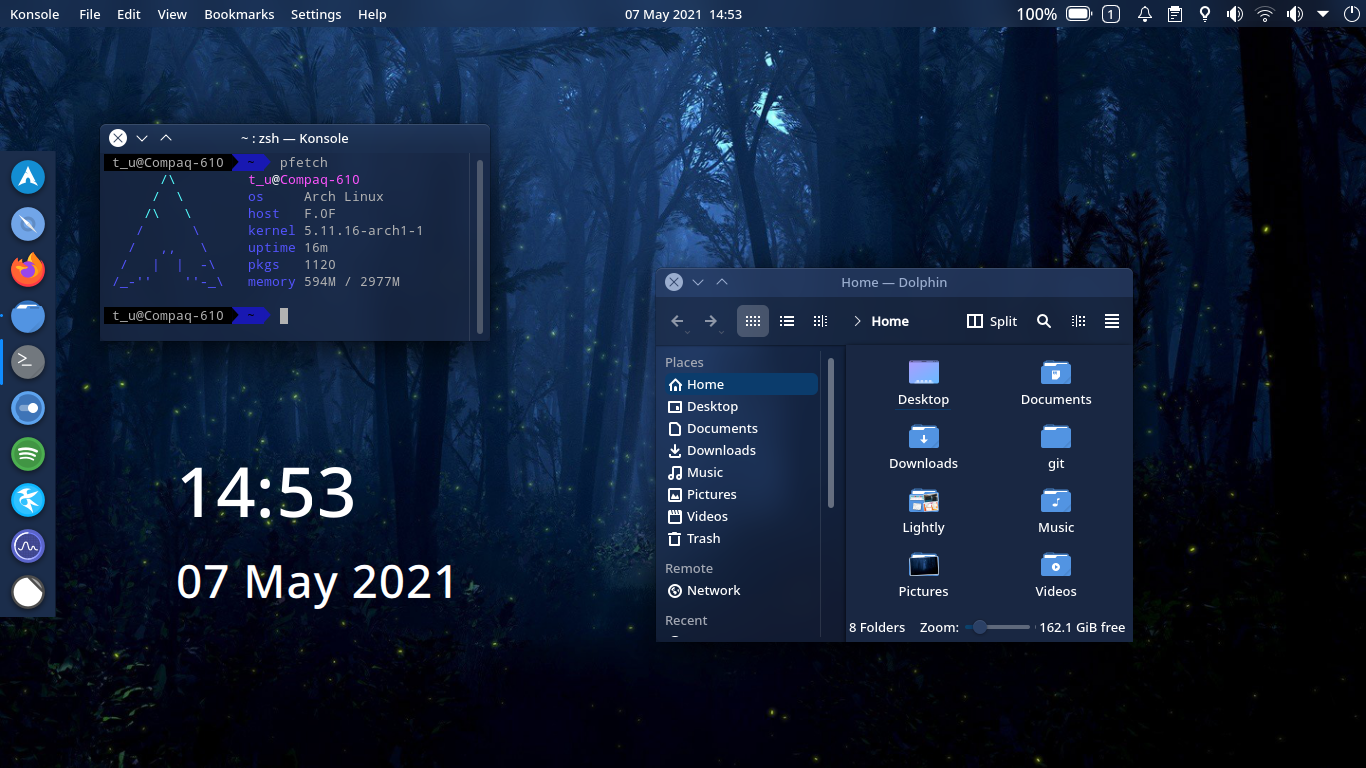 Konsole File Edit View Bookmarks Settings Help 07 May 2021 14:53 100% 1
~ : zsh — Konsole
t_u@Compaq-610 ~ pfetch
t_u@Compaq-610
os Arch Linux
host F.0F
kernel 5.11.16-arch1-1
uptime 16m
pkgs 1120
memory 594M / 2977M
t_u@Compaq-610 ~
14:53
07 May 2021
Home — Dolphin
Home Split
Places
Home
Desktop
Documents
Downloads
Music
Pictures
Videos
Trash
Remote
Network
Recent
Desktop Documents
Downloads git
Lightly Music
Pictures Videos
8 Folders Zoom: 162.1 GiB free